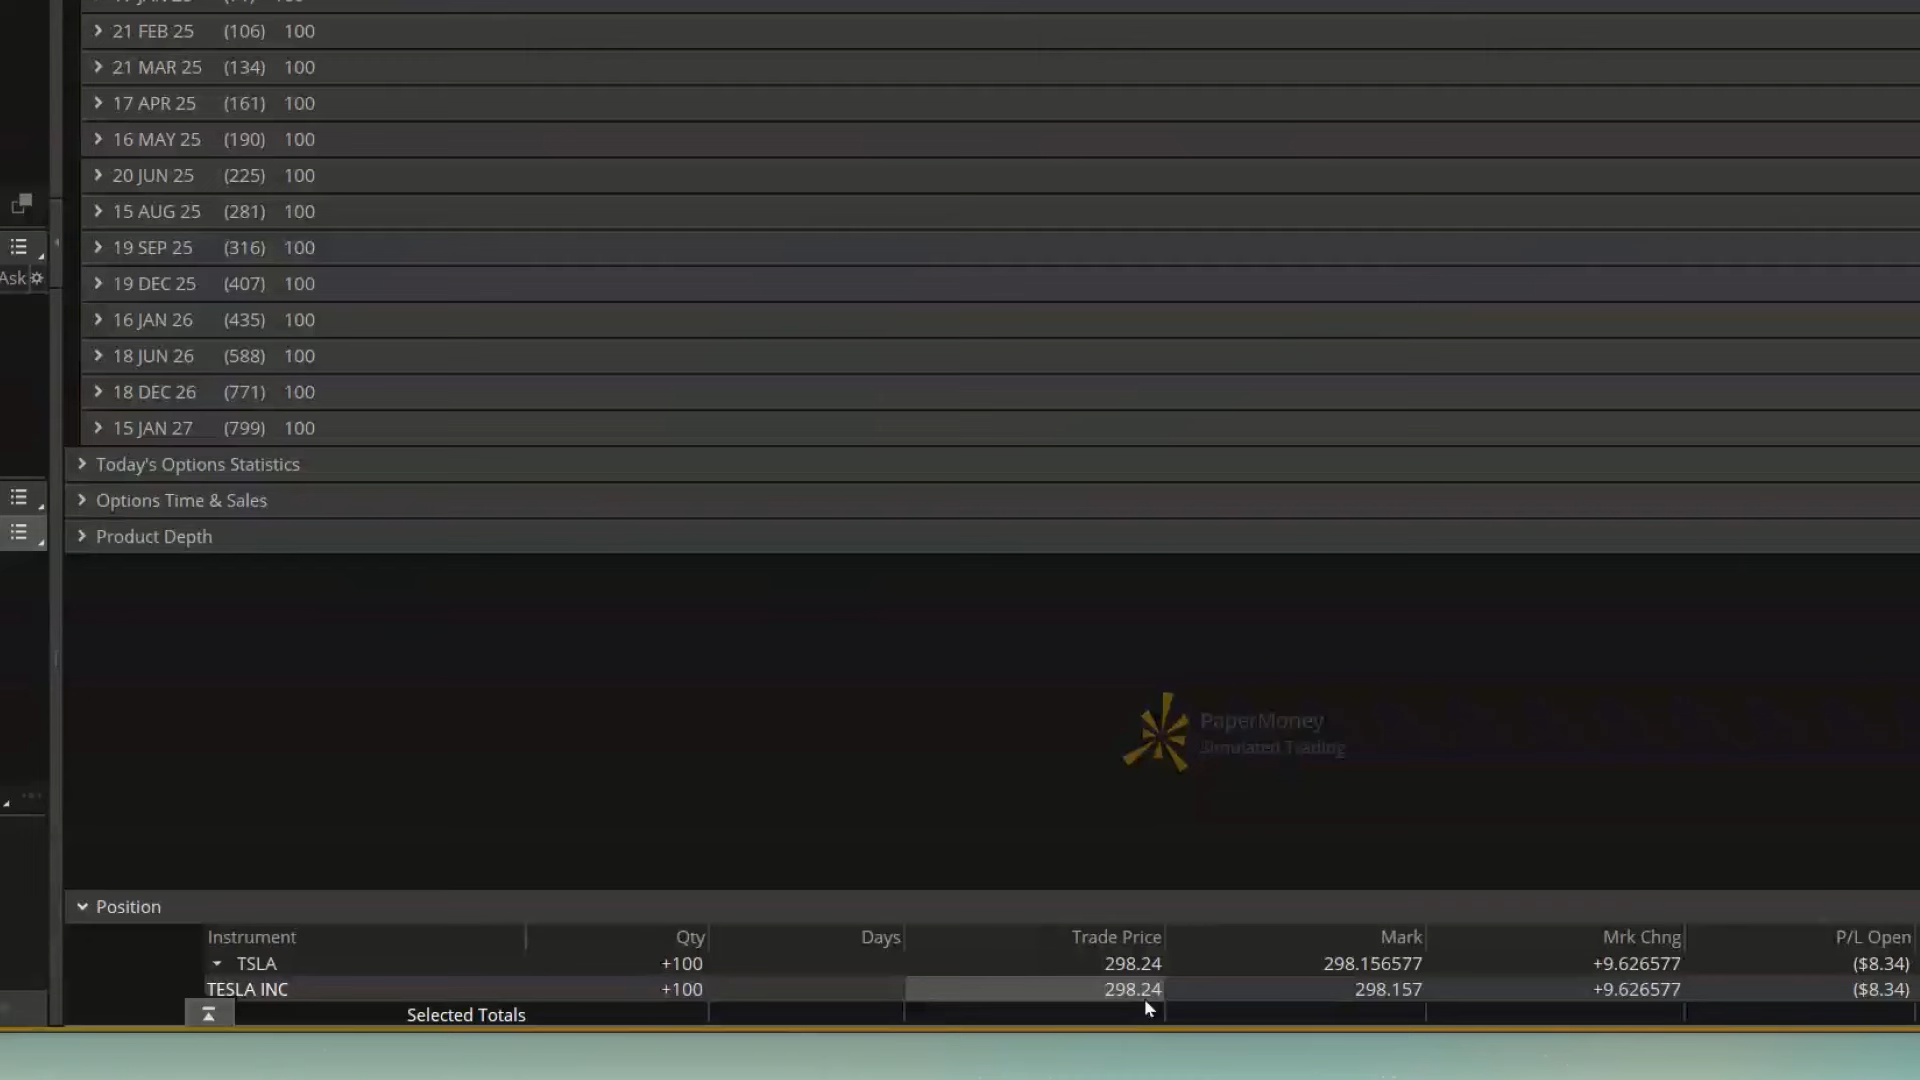 21 FEB 25 (106) 100
21 MAR 25 (134) 100
17 APR 25 (161) 100
16 MAY 25 (190) 100
20 JUN 25 (225) 100
15 AUG 25 (281) 100
19 SEP 25 (316) 100
Ask
19 DEC 25 (407) 100
16 JAN 26 (435) 100
18 JUN 26 (588) 100
18 DEC 26 (771) 100
15 JAN 27 (799) 100
Today's Options Statistics
Options Time & Sales
Product Depth
PaperMoney
Simulated Trading
Position
Instrument Qty Days Trade Price Mark Mrk Chng P/L Open
TSLA +100 298.24 298.156577 +9.626577 ($8.34)
TESLA INC +100 298.24 298.157 +9.626577 ($8.34)
Selected Totals